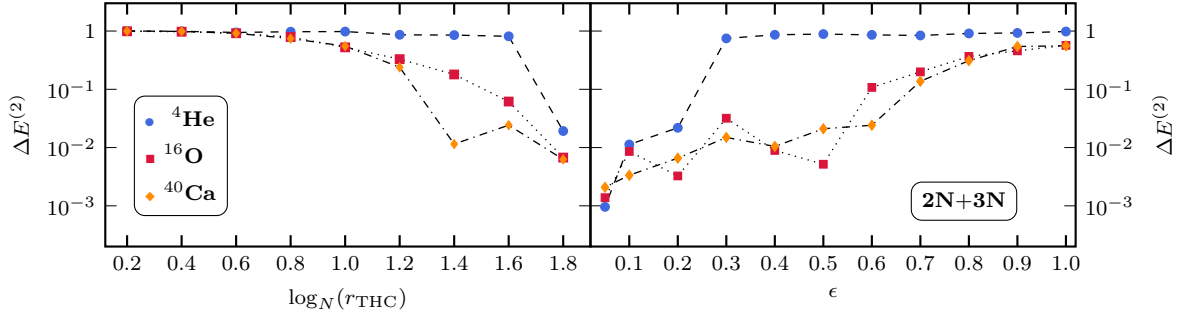 1
10⁻¹
10⁻²
10⁻³
ΔE⁽²⁾
⁴He
¹⁶O
⁴⁰Ca
0.2 0.4 0.6 0.8 1.0 1.2 1.4 1.6 1.8
log_N(r_THC)
2N+3N
0.1 0.2 0.3 0.4 0.5 0.6 0.7 0.8 0.9 1.0
ϵ
1
10⁻¹
10⁻²
10⁻³
ΔE⁽²⁾